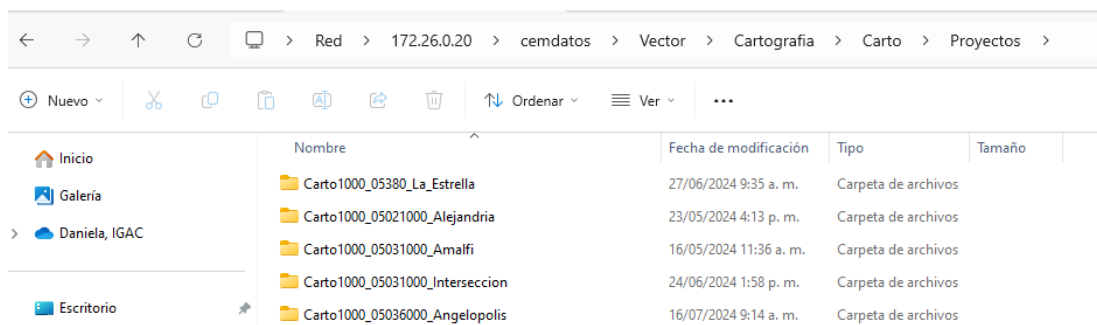 Red > 172.26.0.20 > cemdatos > Vector > Cartografia > Carto > Proyectos >
Nuevo Ordenar Ver
Nombre Fecha de modificación Tipo Tamaño
Inicio
Galería
Daniela, IGAC
Escritorio
Carto1000_05380_La_Estrella 27/06/2024 9:35 a. m. Carpeta de archivos
Carto1000_05021000_Alejandria 23/05/2024 4:13 p. m. Carpeta de archivos
Carto1000_05031000_Amalfi 16/05/2024 11:36 a. m. Carpeta de archivos
Carto1000_05031000_Interseccion 24/06/2024 1:58 p. m. Carpeta de archivos
Carto1000_05036000_Angelopolis 16/07/2024 9:14 a. m. Carpeta de archivos